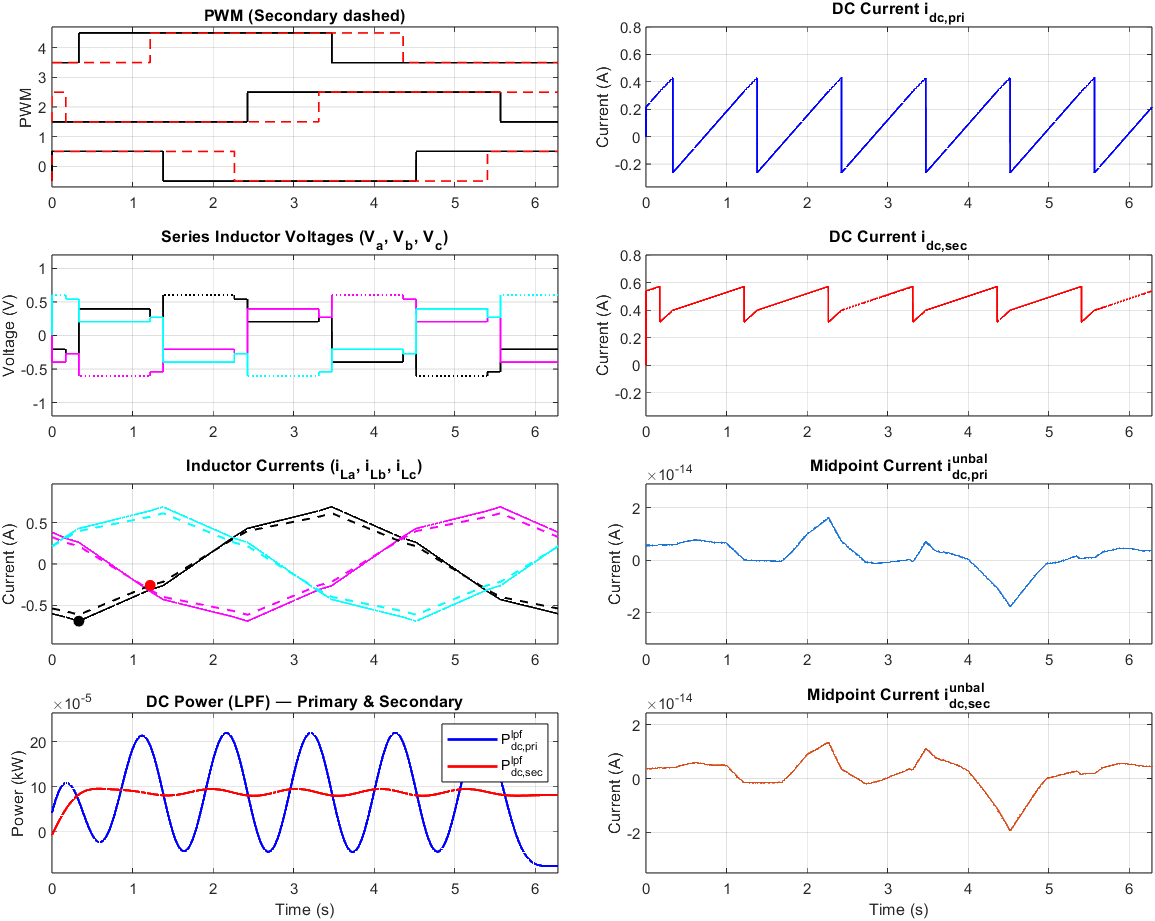 PWM (Secondary dashed)
PWM
4
3
2
1
0
0 1 2 3 4 5 6
DC Current i_dc,pri
Current (A)
0.8
0.6
0.4
0.2
0
-0.2
0 1 2 3 4 5 6
Series Inductor Voltages (V_a, V_b, V_c)
Voltage (V)
1
0.5
0
-0.5
-1
0 1 2 3 4 5 6
DC Current i_dc,sec
Current (A)
0.8
0.6
0.4
0.2
0
-0.2
0 1 2 3 4 5 6
Inductor Currents (i_La, i_Lb, i_Lc)
Current (A)
0.5
0
-0.5
0 1 2 3 4 5 6
Midpoint Current i_dc,pri^unbal
×10^-14
Current (A)
2
0
-2
0 1 2 3 4 5 6
DC Power (LPF) — Primary & Secondary
×10^-5
Power (kW)
20
10
0
P_dc,pri^lpf
P_dc,sec^lpf
0 1 2 3 4 5 6
Time (s)
Midpoint Current i_dc,sec^unbal
×10^-14
Current (A)
2
0
-2
0 1 2 3 4 5 6
Time (s)